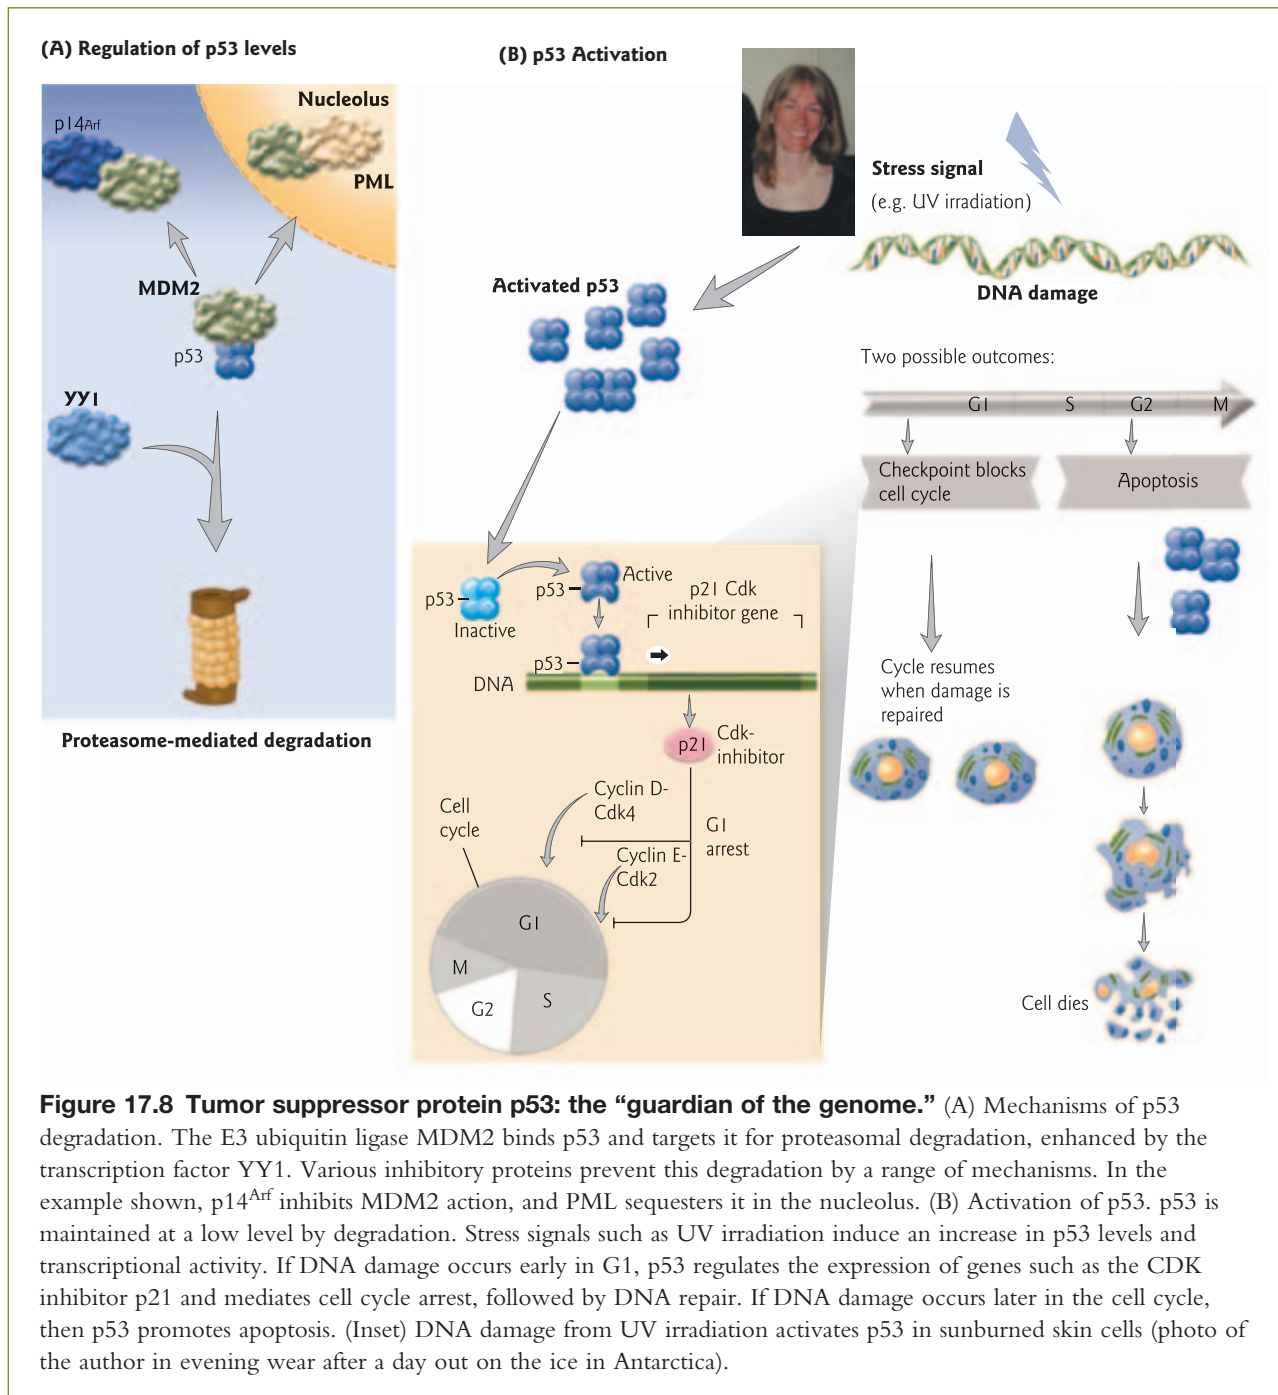 (A) Regulation of p53 levels
p14Arf
Nucleolus
PML
MDM2
p53
YY1
Proteasome-mediated degradation
(B) p53 Activation
Stress signal
(e.g. UV irradiation)
DNA damage
Activated p53
Two possible outcomes:
G1 S G2 M
Checkpoint blocks
cell cycle
Apoptosis
Cycle resumes
when damage is
repaired
Cell dies
p53
Inactive
p53
Active
p21 Cdk
inhibitor gene
p53
DNA
p21
Cdk-
inhibitor
Cyclin D-
Cdk4
Cell
cycle
G1
arrest
Cyclin E-
Cdk2
G1
M
G2
S
Figure 17.8 Tumor suppressor protein p53: the “guardian of the genome.” (A) Mechanisms of p53
degradation. The E3 ubiquitin ligase MDM2 binds p53 and targets it for proteasomal degradation, enhanced by the
transcription factor YY1. Various inhibitory proteins prevent this degradation by a range of mechanisms. In the
example shown, p14Arf inhibits MDM2 action, and PML sequesters it in the nucleolus. (B) Activation of p53. p53 is
maintained at a low level by degradation. Stress signals such as UV irradiation induce an increase in p53 levels and
transcriptional activity. If DNA damage occurs early in G1, p53 regulates the expression of genes such as the CDK
inhibitor p21 and mediates cell cycle arrest, followed by DNA repair. If DNA damage occurs later in the cell cycle,
then p53 promotes apoptosis. (Inset) DNA damage from UV irradiation activates p53 in sunburned skin cells (photo of
the author in evening wear after a day out on the ice in Antarctica).